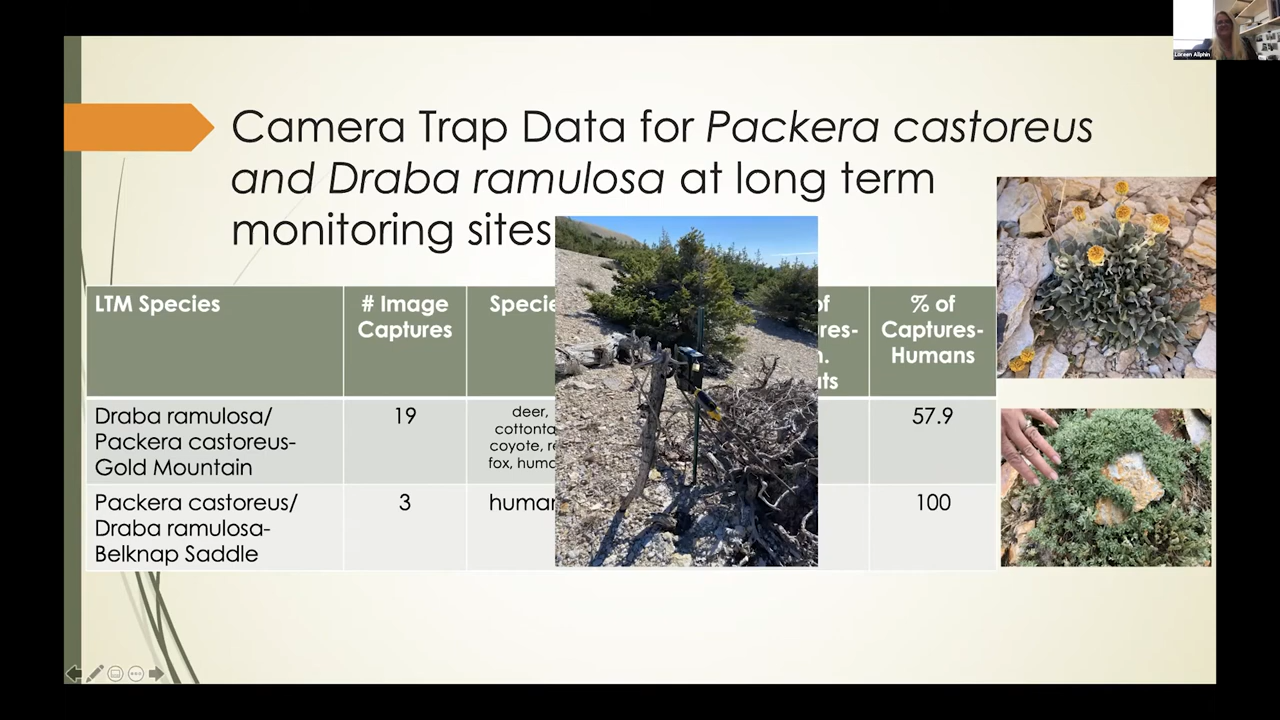 Loreen Allphin
Camera Trap Data for Packera castoreus
and Draba ramulosa at long term
monitoring sites
LTM Species
# Image
Captures
% of
Captures-
Humans
Draba ramulosa/
Packera castoreus-
Gold Mountain
19
deer,
57.9
Packera castoreus/
Draba ramulosa-
Belknap Saddle
3
100